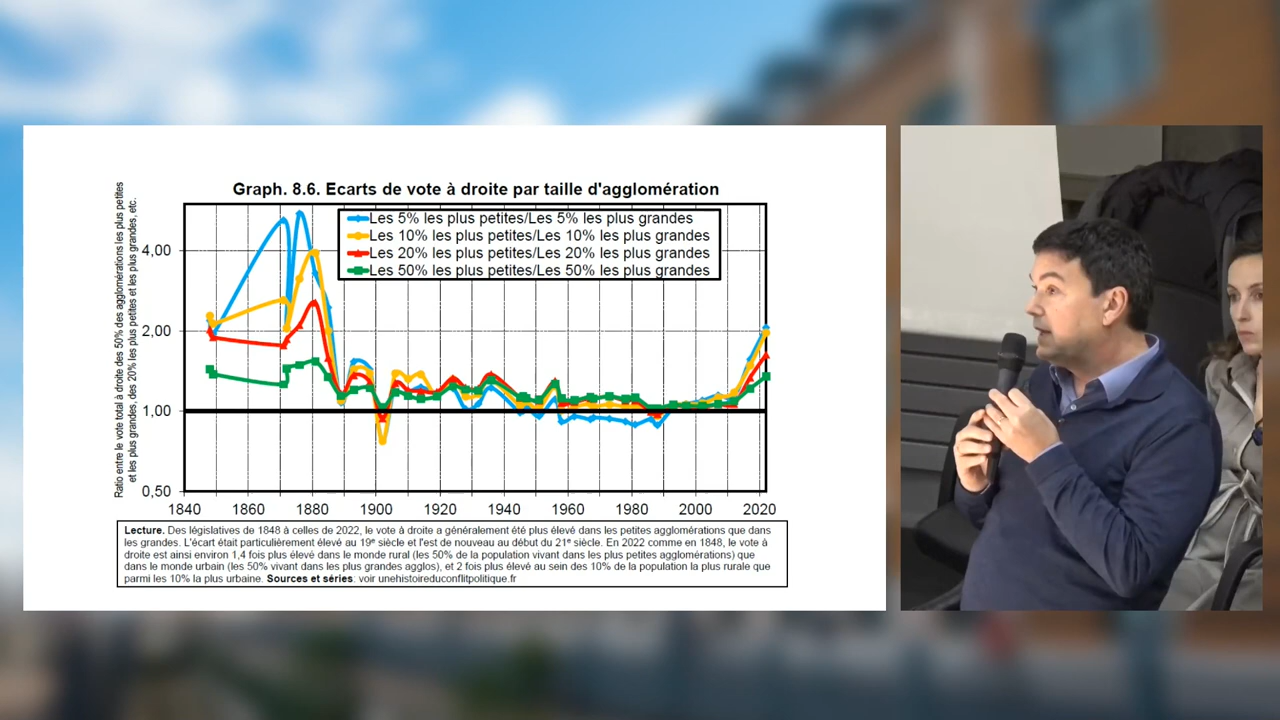 Graph. 8.6. Ecarts de vote à droite par taille d'agglomération
Ratio entre le vote total à droite des 50% des agglomérations les plus petites
et les plus grandes, des 20% les plus petites et les plus grandes, etc.
Les 5% les plus petites/Les 5% les plus grandes
Les 10% les plus petites/Les 10% les plus grandes
Les 20% les plus petites/Les 20% les plus grandes
Les 50% les plus petites/Les 50% les plus grandes
4,00
2,00
1,00
0,50
1840 1860 1880 1900 1920 1940 1960 1980 2000 2020
Lecture. Des législatives de 1848 à celles de 2022, le vote à droite a généralement été plus élevé dans les petites agglomérations que dans
les grandes. L'écart était particulièrement élevé au 19e siècle et l'est de nouveau au début du 21e siècle. En 2022 comme en 1848, le vote à
droite est ainsi environ 1,4 fois plus élevé dans le monde rural (les 50% de la population vivant dans les plus petites agglomérations) que
dans le monde urbain (les 50% vivant dans les plus grandes agglos), et 2 fois plus élevé au sein des 10% de la population la plus rurale que
parmi les 10% la plus urbaine. Sources et séries: voir unehistoireduconflitpolitique.fr